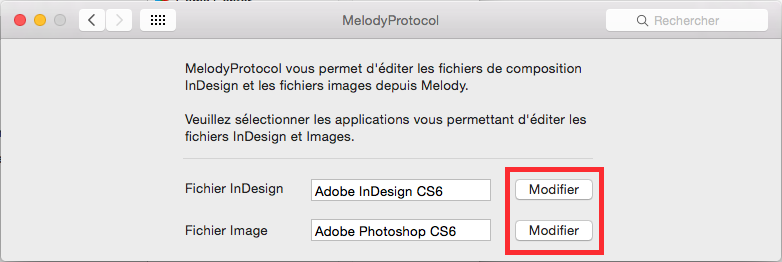 MelodyProtocol
Rechercher
MelodyProtocol vous permet d'éditer les fichiers de composition
InDesign et les fichiers images depuis Melody.
Veuillez sélectionner les applications vous permettant d'éditer les
fichiers InDesign et Images.
Fichier InDesign Adobe InDesign CS6 Modifier
Fichier Image Adobe Photoshop CS6 Modifier